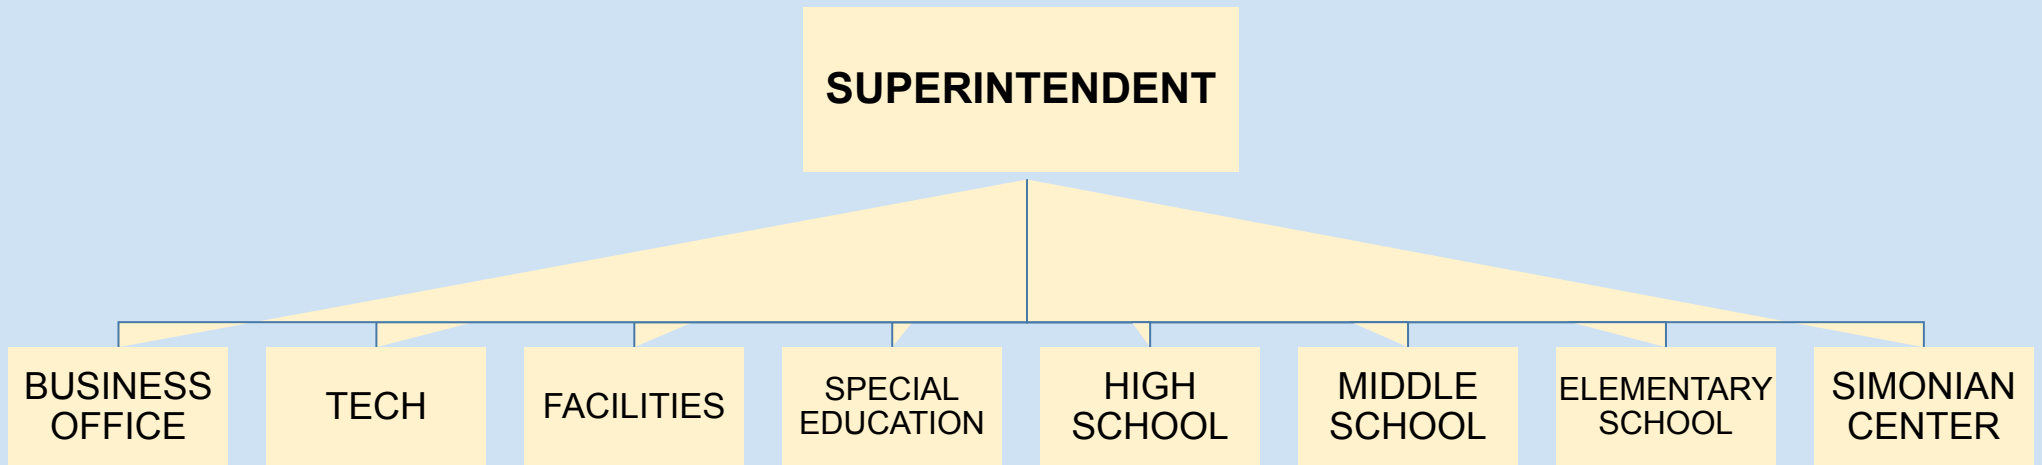 SUPERINTENDENT
BUSINESS
OFFICE
TECH
FACILITIES
SPECIAL
EDUCATION
HIGH
SCHOOL
MIDDLE
SCHOOL
ELEMENTARY
SCHOOL
SIMONIAN
CENTER